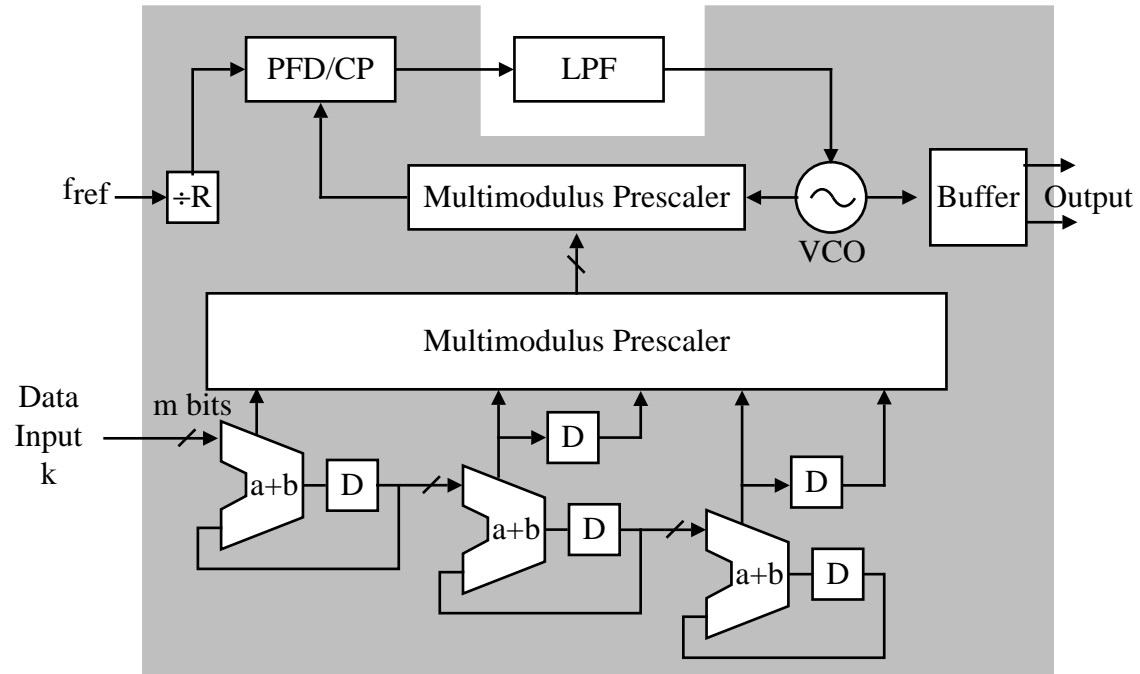 PFD/CP
LPF
fref
÷R
Multimodulus Prescaler
VCO
Buffer
Output
Multimodulus Prescaler
Data
Input
k
m bits
a+b
D
a+b
D
D
a+b
D
D